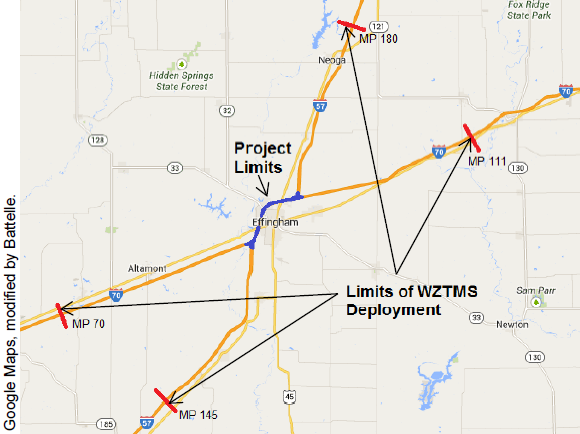 Fox Ridge
State Park
121
MP 180
Neoga
Hidden Springs
State Forest
70
57
32
128
70
MP 111
Project
Limits
33
130
Effingham
Altamont
70
Limits of WZTMS
Deployment
Sam Parr
MP 70
33
Newton
130
45
MP 145
185
57
Google Maps, modified by Battelle.